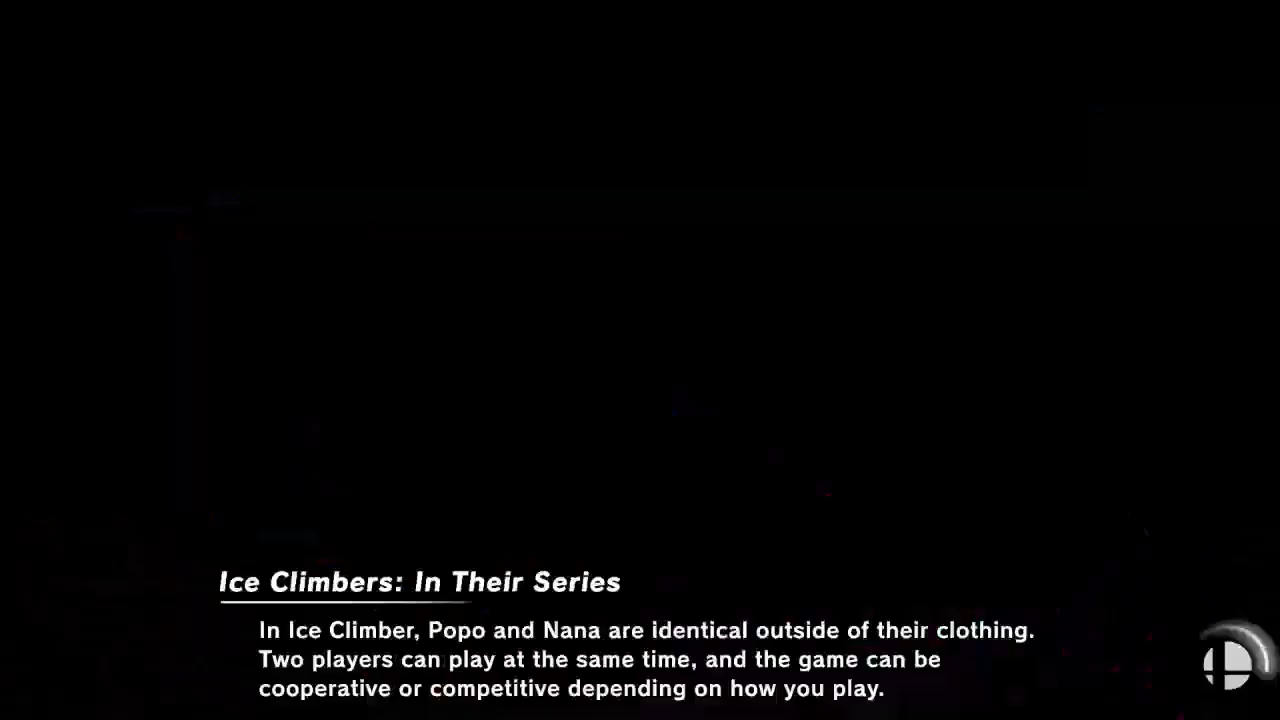 Ice Climbers: In Their Series
In Ice Climber, Popo and Nana are identical outside of their clothing.
Two players can play at the same time, and the game can be
cooperative or competitive depending on how you play.